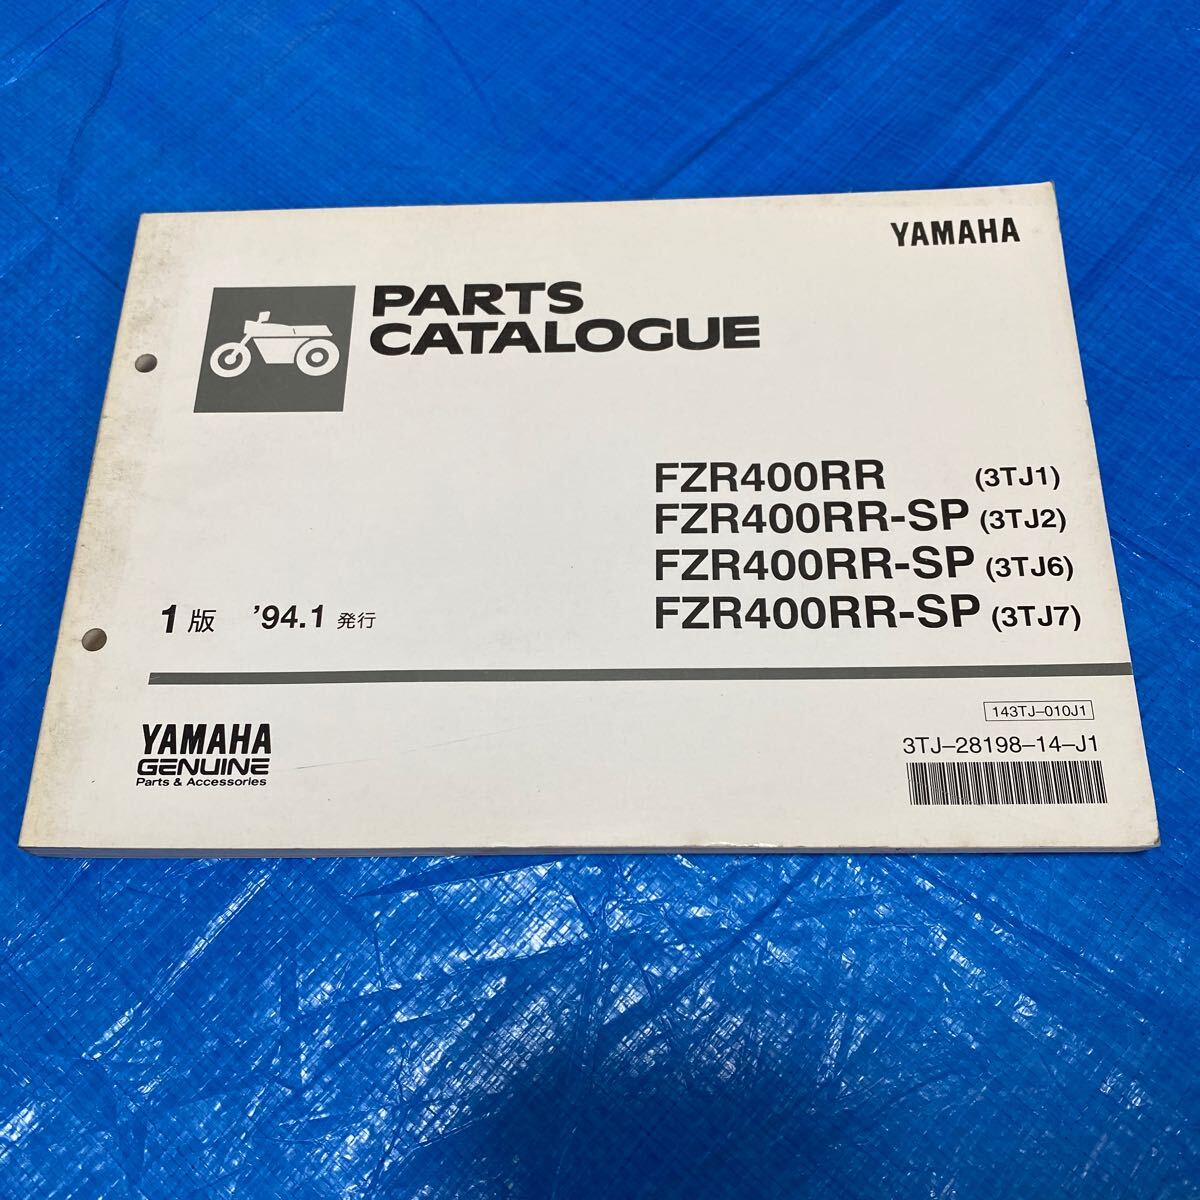 YAMAHA
PARTS
CATALOGUE
FZR400RR (3TJ1)
FZR400RR-SP (3TJ2)
FZR400RR-SP (3TJ6)
FZR400RR-SP (3TJ7)
1版 '94.1 発行
143TJ-010J1
3TJ-28198-14-J1
YAMAHA
GENUINE
Parts & Accessories